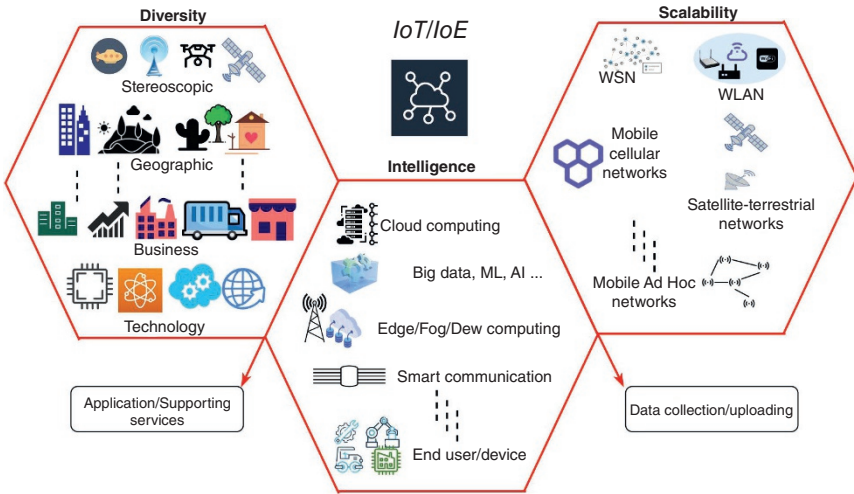 Diversity
Stereoscopic
Geographic
Business
Technology
Application/Supporting
services
IoT/IoE
Intelligence
Cloud computing
Big data, ML, AI ...
Edge/Fog/Dew computing
Smart communication
End user/device
Scalability
WSN
WLAN
Mobile
cellular
networks
Satellite-terrestrial
networks
Mobile Ad Hoc
networks
Data collection/uploading